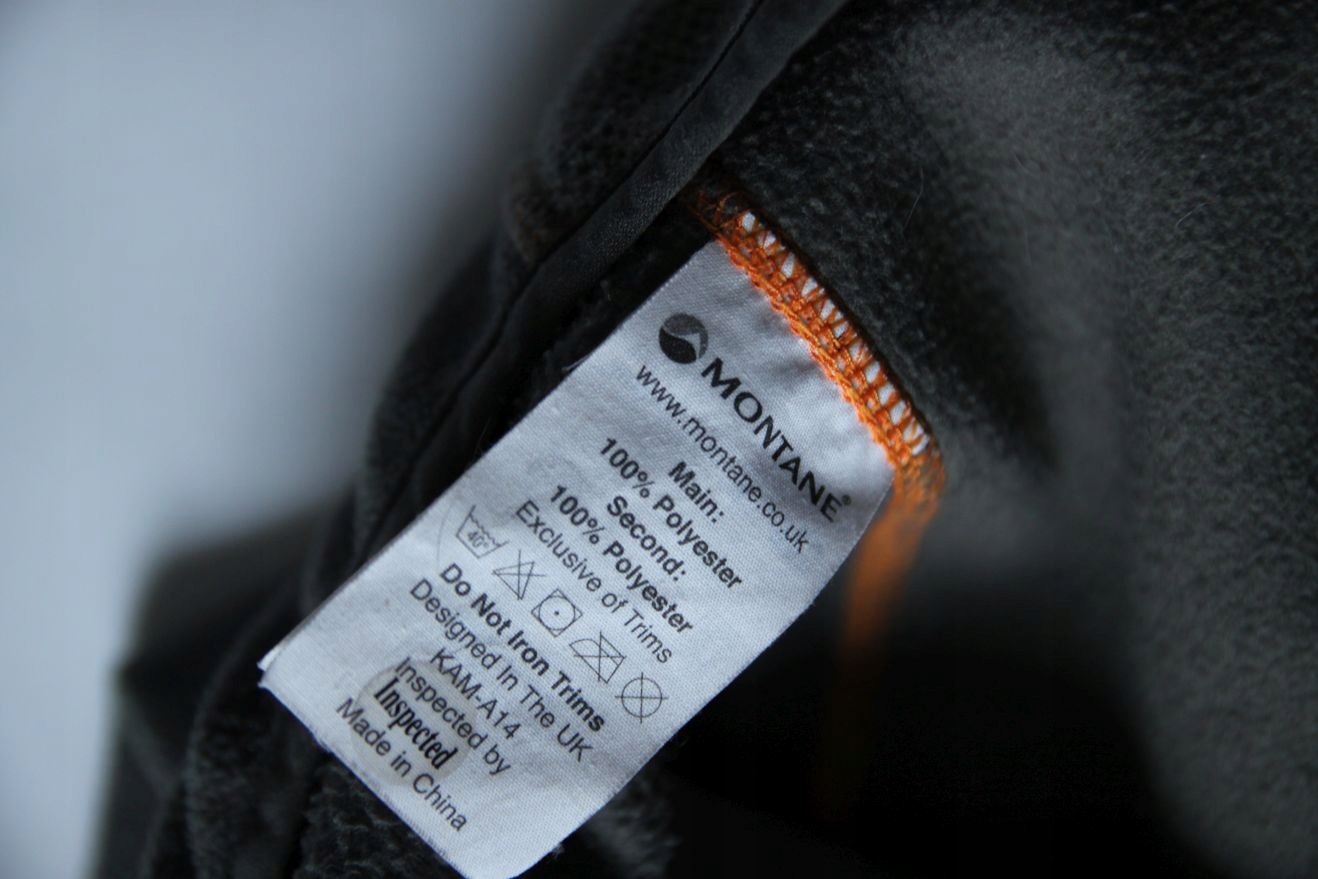 MONTANE®
www.montane.co.uk
Main:
100% Polyester
Second:
100% Polyester
Exclusive of Trims
40°
Do Not Iron Trims
Designed In The UK
KAM-A14
Inspected by
Inspected
Made in China